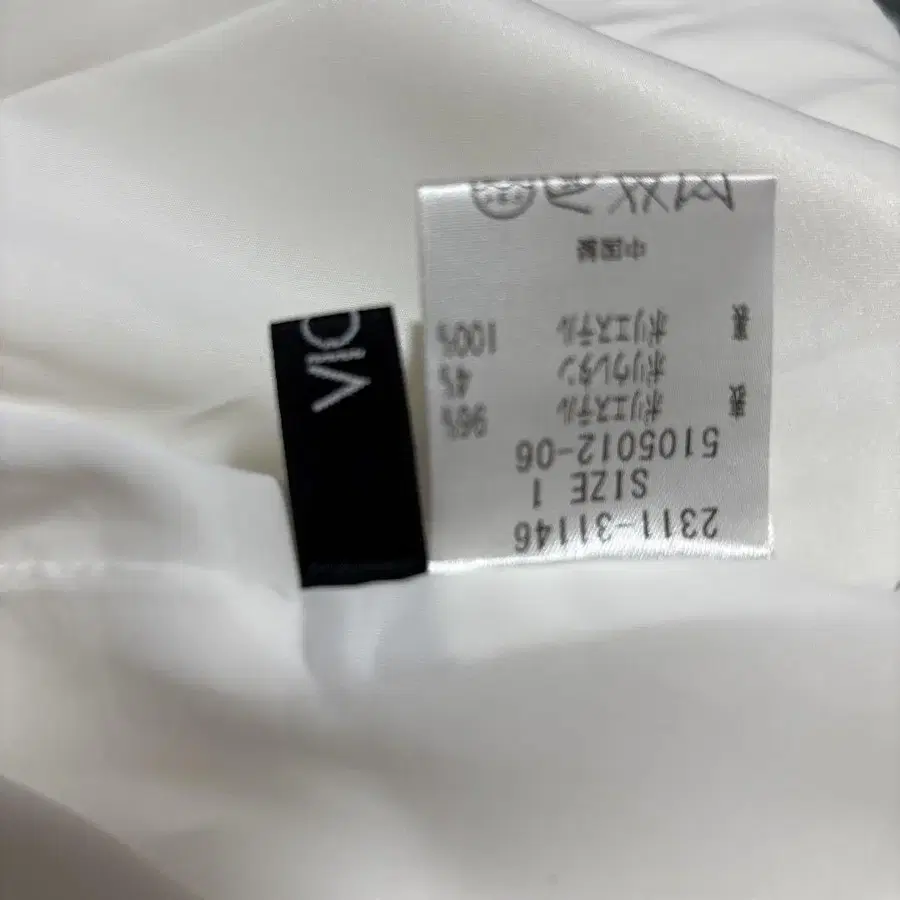 2311-31146
SIZE 1
5105012-06
表 ポリエステル 96%
ポリウレタン 4%
裏 ポリエステル 100%
中国製
VIC